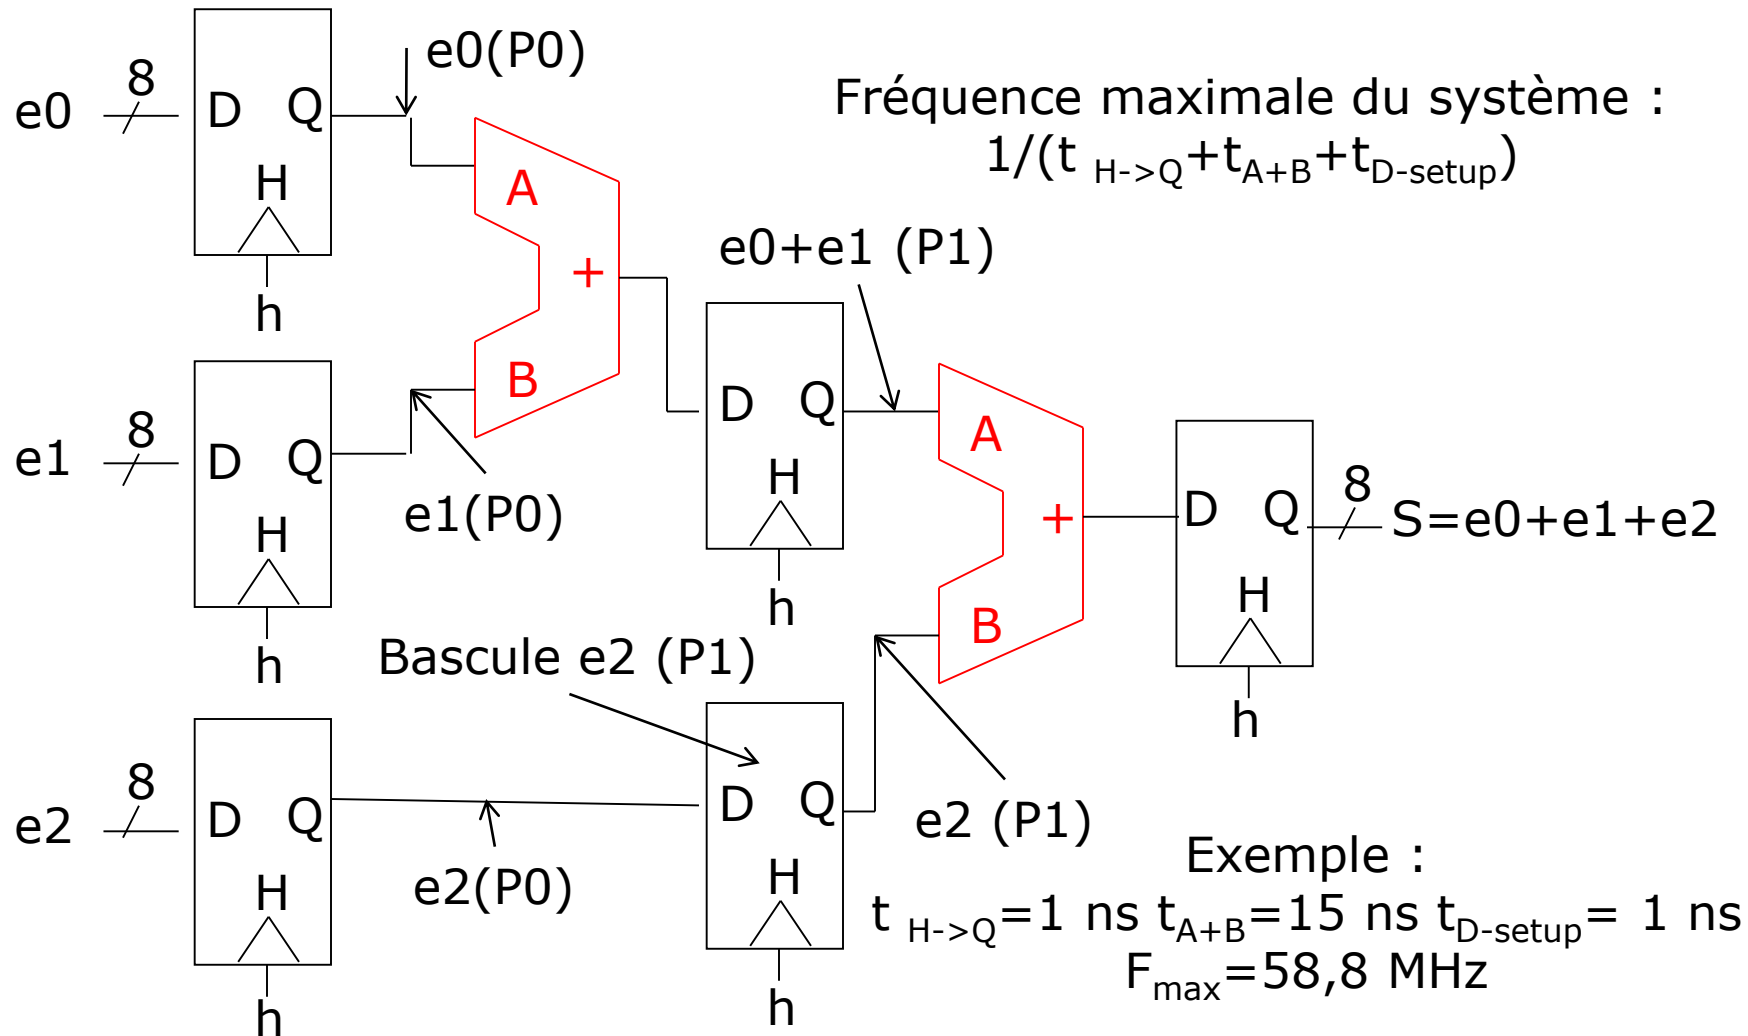 8
e0(P0)
e0
D Q
H
h
Fréquence maximale du système :
1/(t H->Q+tA+B+tD-setup)
A
+
B
e0+e1 (P1)
8
e1
D Q
H
h
e1(P0)
D Q
H
h
A
+
B
D Q
H
h
8
S=e0+e1+e2
Bascule e2 (P1)
8
e2
D Q
H
h
e2(P0)
D Q
H
h
e2 (P1)
Exemple :
t H->Q=1 ns tA+B=15 ns tD-setup= 1 ns
Fmax=58,8 MHz